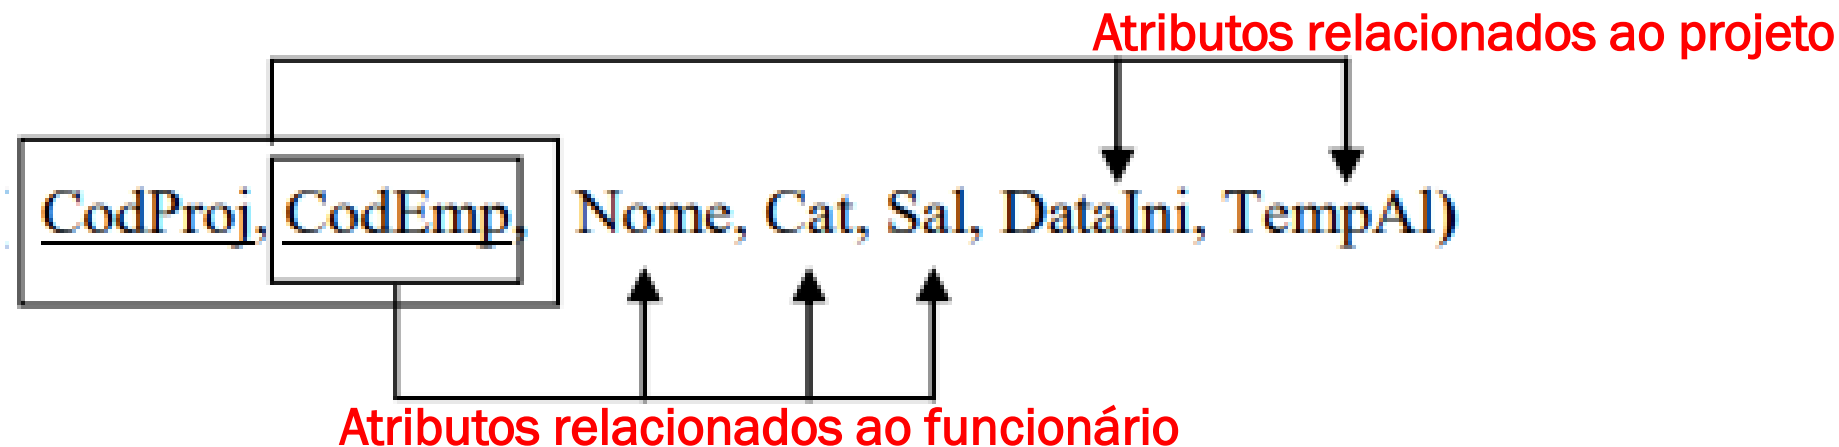 Atributos relacionados ao projeto
CodProj, CodEmp, Nome, Cat, Sal, DataIni, TempAl)
Atributos relacionados ao funcionário